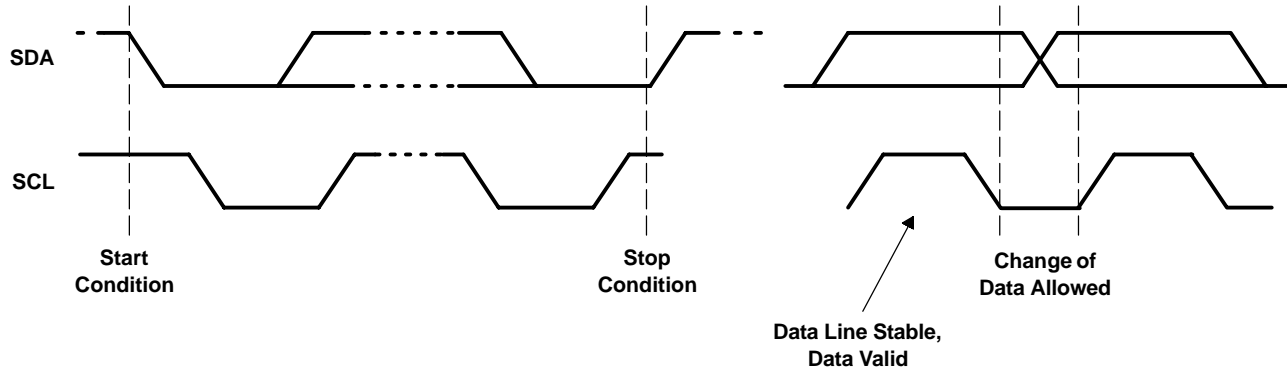 SDA
SCL
Start
Condition
Stop
Condition
Change of
Data Allowed
Data Line Stable,
Data Valid